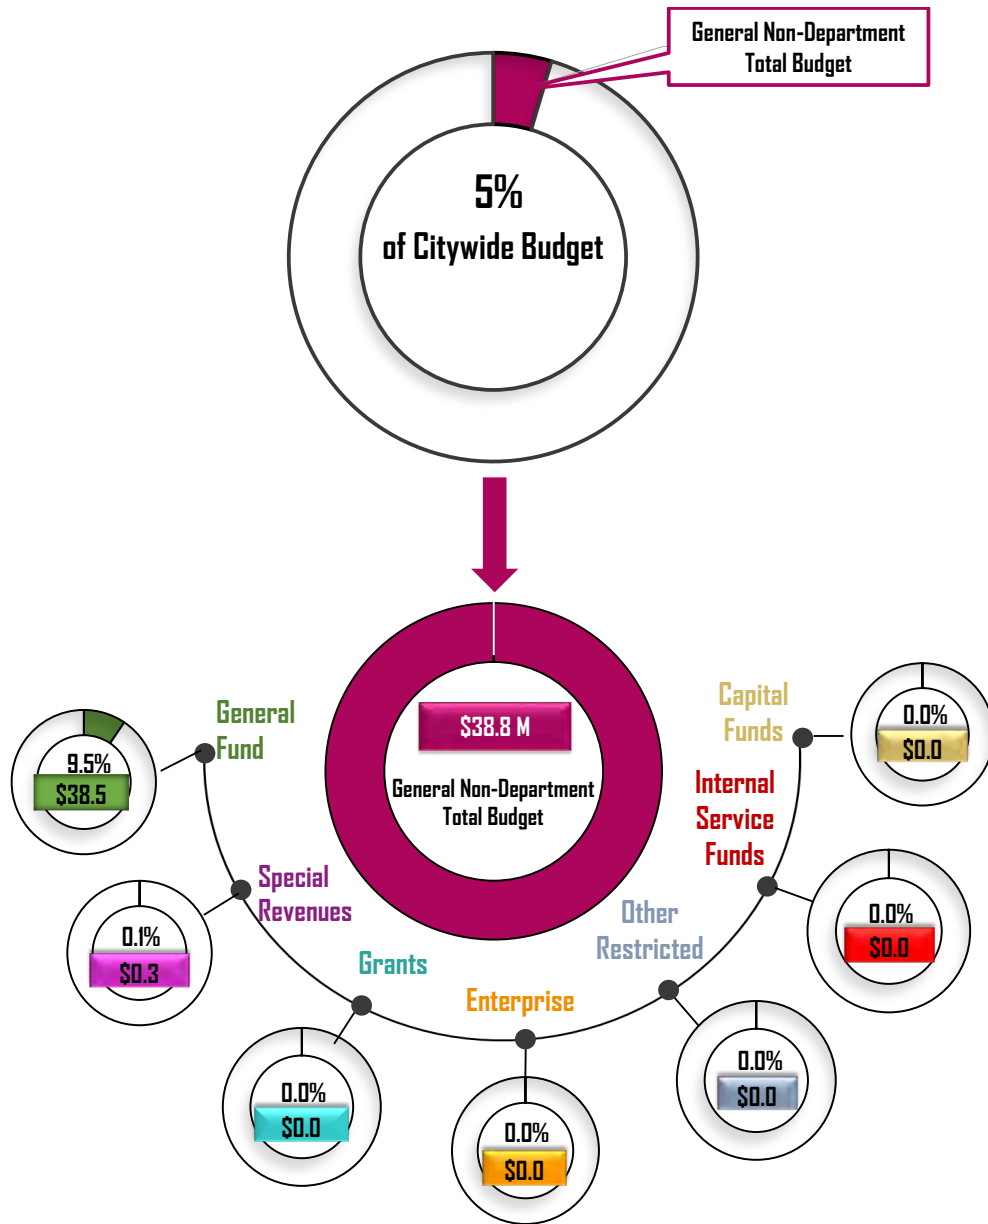 General Non-Department
Total Budget
5%
of Citywide Budget
$38.8 M
General Non-Department
Total Budget
General
Fund
9.5%
$38.5
Special
Revenues
0.1%
$0.3
Grants
0.0%
$0.0
Enterprise
0.0%
$0.0
Other
Restricted
0.0%
$0.0
Internal
Service
Funds
0.0%
$0.0
Capital
Funds
0.0%
$0.0